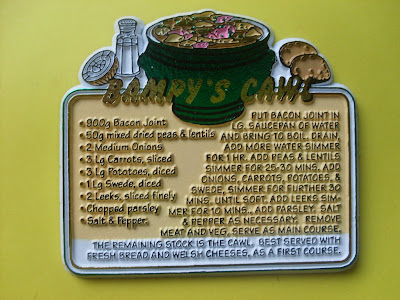 BAMPY'S CAWL
• 900g Bacon Joint
• 50g mixed dried peas & lentils
• 2 Medium Onions
• 3 Lg Carrots, sliced
• 3 Lg Potatoes, diced
• 1 Lg Swede, diced
• 2 Leeks, sliced finely
• Chopped parsley
• Salt & Pepper.
PUT BACON JOINT IN
LG. SAUCEPAN OF WATER
AND BRING TO BOIL. DRAIN,
ADD MORE WATER SIMMER
FOR 1 HR. ADD PEAS & LENTILS
SIMMER FOR 25-30 MINS. ADD
ONIONS, CARROTS, POTATOES, &
SWEDE, SIMMER FOR FURTHER 30
MINS. UNTIL SOFT. ADD LEEKS SIM-
MER FOR 10 MINS., ADD PARSLEY, SALT
& PEPPER AS NECESSARY. REMOVE
MEAT AND VEG, SERVE AS MAIN COURSE.
THE REMAINING STOCK IS THE CAWL. BEST SERVED WITH
FRESH BREAD AND WELSH CHEESES, AS A FIRST COURSE.